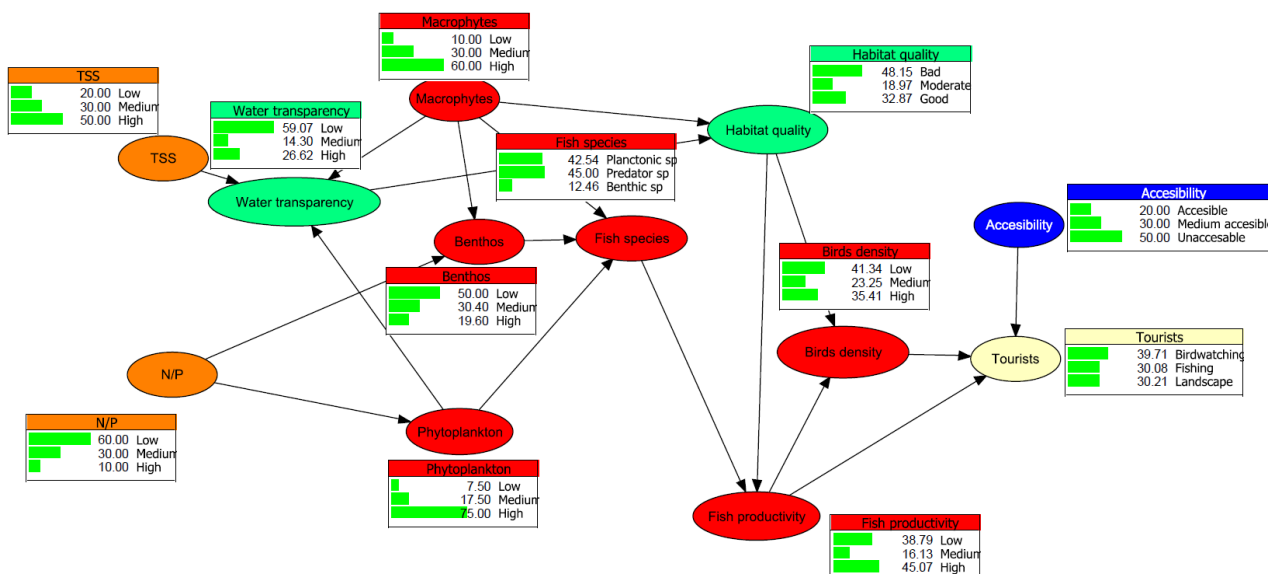 Macrophytes
10.00 Low
30.00 Medium
60.00 High
Macrophytes
TSS
20.00 Low
30.00 Medium
50.00 High
TSS
Water transparency
59.07 Low
14.30 Medium
26.62 High
Water transparency
Habitat quality
48.15 Bad
18.97 Moderate
32.87 Good
Habitat quality
Fish species
42.54 Planctonic sp
45.00 Predator sp
12.46 Benthic sp
Fish species
Benthos
Benthos
50.00 Low
30.40 Medium
19.60 High
Accesibility
20.00 Accesible
30.00 Medium accesible
50.00 Unaccesable
Accesibility
Birds density
41.34 Low
23.25 Medium
35.41 High
Birds density
Tourists
Tourists
39.71 Birdwatching
30.08 Fishing
30.21 Landscape
N/P
N/P
60.00 Low
30.00 Medium
10.00 High
Phytoplankton
Phytoplankton
7.50 Low
17.50 Medium
75.00 High
Fish productivity
Fish productivity
38.79 Low
16.13 Medium
45.07 High